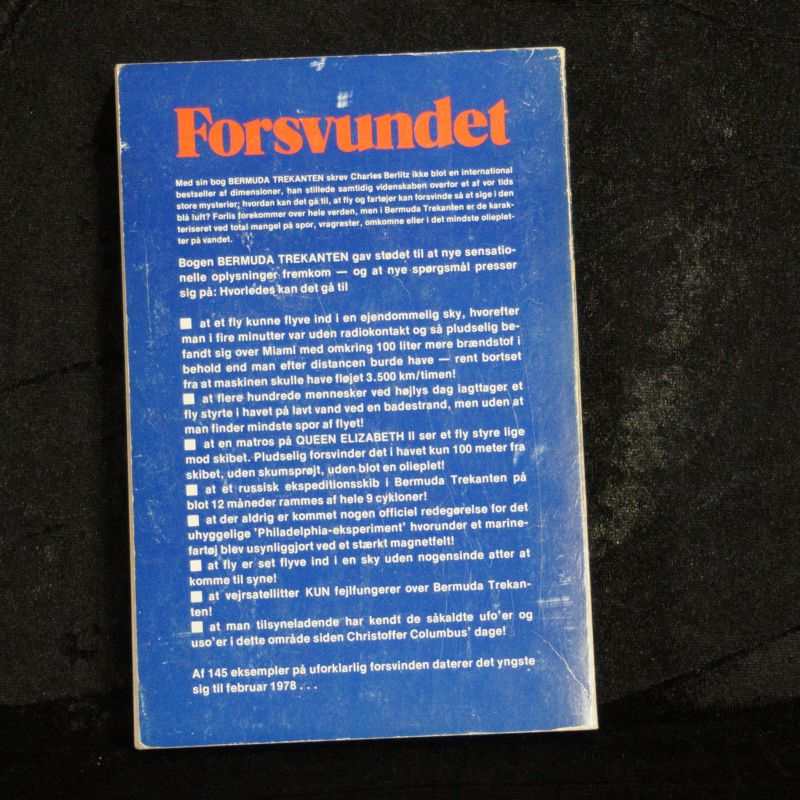 Forsvundet
Med sin bog BERMUDA TREKANTEN skrev Charles Berlitz ikke blot en international
bestseller af dimensioner, han stillede samtidig videnskaben overfor et af vor tids
store mysterier; hvordan kan det gå til, at fly og fartøjer kan forsvinde så at sige i den
blå luft? Forlis forekommer over hele verden, men i Bermuda Trekanten er de karak-
teriseret ved total mangel på spor, vragrester, omkomne eller i det mindste olieplet-
ter på vandet.
Bogen BERMUDA TREKANTEN gav stødet til at nye sensatio-
nelle oplysninger fremkom — og at nye spørgsmål presser
sig på: Hvorledes kan det gå til
■ at et fly kunne flyve ind i en ejendommelig sky, hvorefter
man i fire minutter var uden radiokontakt og så pludselig be-
fandt sig over Miami med omkring 100 liter mere brændstof i
behold end man efter distancen burde have — rent bortset
fra at maskinen skulle have fløjet 3.500 km/timen!
■ at flere hundrede mennesker ved højlys dag iagttager et
fly styrte i havet på lavt vand ved en badestrand, men uden at
man finder mindste spor af flyet!
■ at en matros på QUEEN ELIZABETH II ser et fly styre lige
mod skibet. Pludselig forsvinder det i havet kun 100 meter fra
skibet, uden skumsprøjt, uden blot en olieplet!
■ at et russisk ekspeditionsskib i Bermuda Trekanten på
blot 12 måneder rammes af hele 9 cykloner!
■ at der aldrig er kommet nogen officiel redegørelse for det
uhyggelige 'Philadelphia-eksperiment' hvorunder et marine-
fartøj blev usynliggjort ved et stærkt magnetfelt!
■ at fly er set flyve ind i en sky uden nogensinde atter at
komme til syne!
■ at vejrsatellitter KUN fejlfungerer over Bermuda Trekan-
ten!
■ at man tilsyneladende har kendt de såkaldte ufo'er og
uso'er i dette område siden Christoffer Columbus' dage!
Af 145 eksempler på uforklarlig forsvinden daterer det yngste
sig til februar 1978 . . .